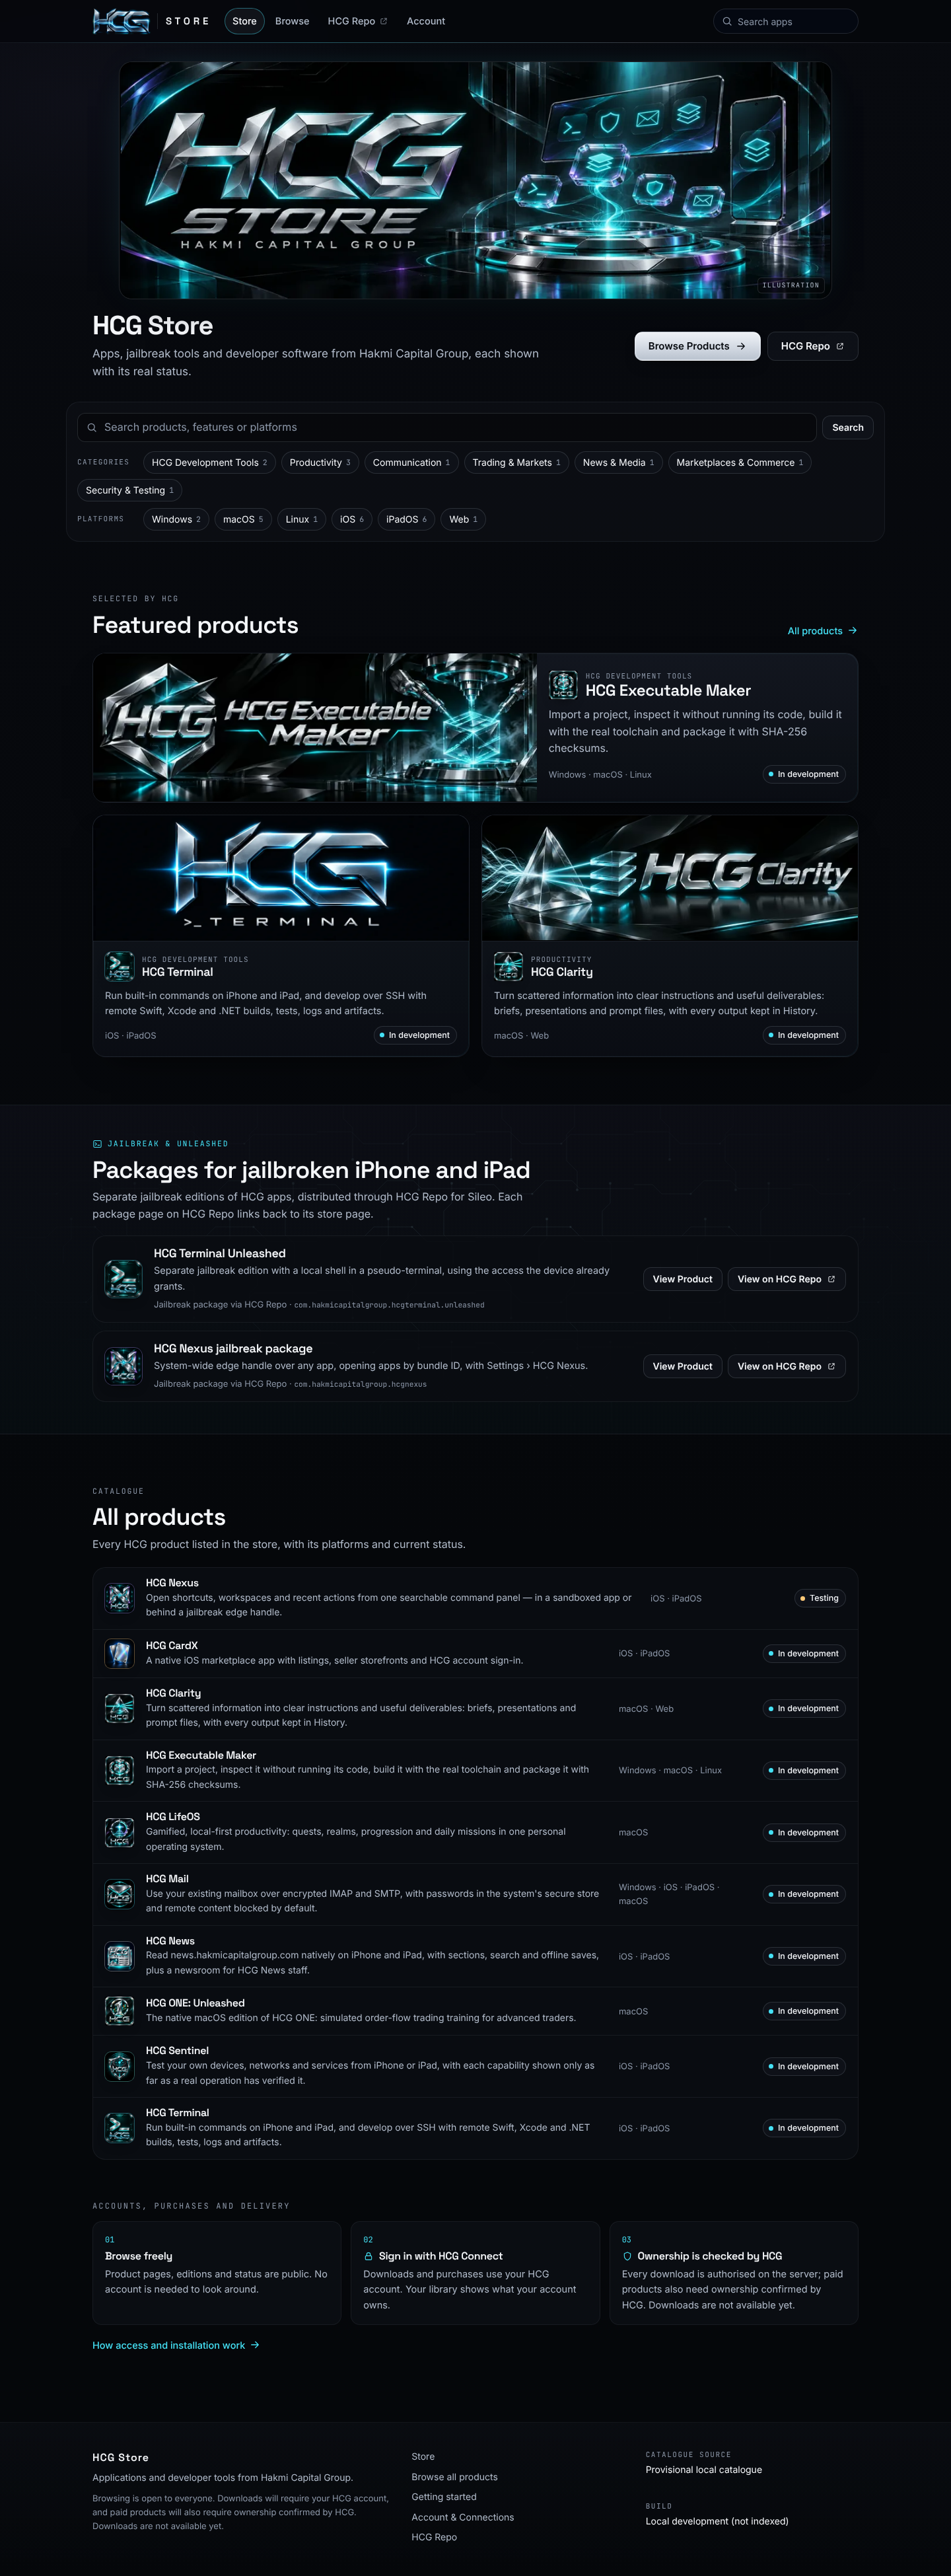 HCG
STORE
Store
Browse
HCG Repo
Account
Search apps
HCG
STORE
HAKMI CAPITAL GROUP
ILLUSTRATION
HCG Store
Apps, jailbreak tools and developer software from Hakmi Capital Group, each shown
with its real status.
Browse Products
HCG Repo
Search products, features or platforms
Search
CATEGORIES
HCG Development Tools 2
Productivity 3
Communication 1
Trading & Markets 1
News & Media 1
Marketplaces & Commerce 1
Security & Testing 1
PLATFORMS
Windows 2
macOS 5
Linux 1
iOS 6
iPadOS 6
Web 1
SELECTED BY HCG
Featured products
All products
HCG
HCG Executable
Maker
HCG DEVELOPMENT TOOLS
HCG Executable Maker
Import a project, inspect it without running its code, build it
with the real toolchain and package it with SHA-256
checksums.
Windows · macOS · Linux
In development
HCG
>_TERMINAL
HCG DEVELOPMENT TOOLS
HCG Terminal
Run built-in commands on iPhone and iPad, and develop over SSH with
remote Swift, Xcode and .NET builds, tests, logs and artifacts.
iOS · iPadOS
In development
HCG Clarity
PRODUCTIVITY
HCG Clarity
Turn scattered information into clear instructions and useful deliverables:
briefs, presentations and prompt files, with every output kept in History.
macOS · Web
In development
JAILBREAK & UNLEASHED
Packages for jailbroken iPhone and iPad
Separate jailbreak editions of HCG apps, distributed through HCG Repo for Sileo. Each
package page on HCG Repo links back to its store page.
HCG Terminal Unleashed
Separate jailbreak edition with a local shell in a pseudo-terminal, using the access the device already
grants.
Jailbreak package via HCG Repo · com.hakmicapitalgroup.hcgterminal.unleashed
View Product
View on HCG Repo
HCG Nexus jailbreak package
System-wide edge handle over any app, opening apps by bundle ID, with Settings › HCG Nexus.
Jailbreak package via HCG Repo · com.hakmicapitalgroup.hcgnexus
View Product
View on HCG Repo
CATALOGUE
All products
Every HCG product listed in the store, with its platforms and current status.
HCG Nexus
Open shortcuts, workspaces and recent actions from one searchable command panel — in a sandboxed app or
behind a jailbreak edge handle.
iOS · iPadOS
Testing
HCG CardX
A native iOS marketplace app with listings, seller storefronts and HCG account sign-in.
iOS · iPadOS
In development
HCG Clarity
Turn scattered information into clear instructions and useful deliverables: briefs, presentations and
prompt files, with every output kept in History.
macOS · Web
In development
HCG Executable Maker
Import a project, inspect it without running its code, build it with the real toolchain and package it with
SHA-256 checksums.
Windows · macOS · Linux
In development
HCG LifeOS
Gamified, local-first productivity: quests, realms, progression and daily missions in one personal
operating system.
macOS
In development
HCG Mail
Use your existing mailbox over encrypted IMAP and SMTP, with passwords in the system's secure store
and remote content blocked by default.
Windows · iOS · iPadOS ·
macOS
In development
HCG News
Read news.hakmicapitalgroup.com natively on iPhone and iPad, with sections, search and offline saves,
plus a newsroom for HCG News staff.
iOS · iPadOS
In development
HCG ONE: Unleashed
The native macOS edition of HCG ONE: simulated order-flow trading training for advanced traders.
macOS
In development
HCG Sentinel
Test your own devices, networks and services from iPhone or iPad, with each capability shown only as
far as a real operation has verified it.
iOS · iPadOS
In development
HCG Terminal
Run built-in commands on iPhone and iPad, and develop over SSH with remote Swift, Xcode and .NET
builds, tests, logs and artifacts.
iOS · iPadOS
In development
ACCOUNTS, PURCHASES AND DELIVERY
01
Browse freely
Product pages, editions and status are public. No
account is needed to look around.
02
Sign in with HCG Connect
Downloads and purchases use your HCG
account. Your library shows what your account
owns.
03
Ownership is checked by HCG
Every download is authorised on the server; paid
products also need ownership confirmed by
HCG. Downloads are not available yet.
How access and installation work
HCG Store
Applications and developer tools from Hakmi Capital Group.
Browsing is open to everyone. Downloads will require your HCG account,
and paid products will also require ownership confirmed by HCG.
Downloads are not available yet.
Store
Browse all products
Getting started
Account & Connections
HCG Repo
CATALOGUE SOURCE
Provisional local catalogue
BUILD
Local development (not indexed)